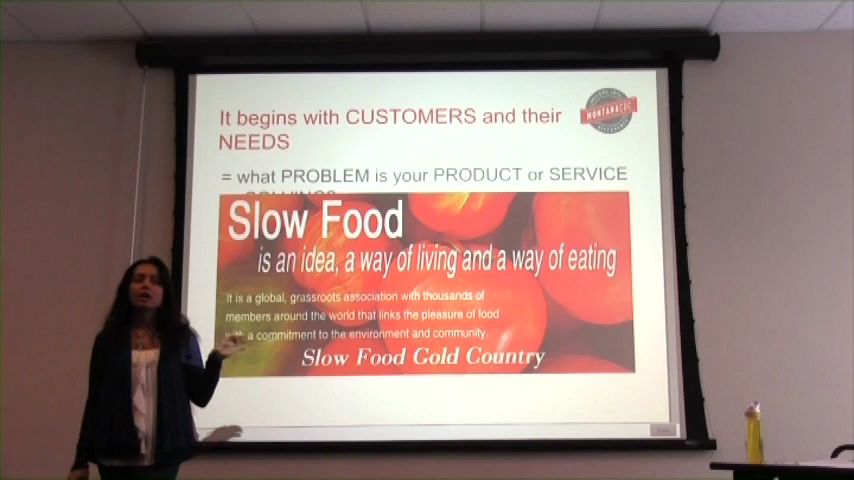 It begins with CUSTOMERS and their
NEEDS
MONTANACDC
= what PROBLEM is your PRODUCT or SERVICE
SOLVING?
Slow Food
is an idea, a way of living and a way of eating
It is a global, grassroots association with thousands of
members around the world that links the pleasure of food
with a commitment to the environment and community.
Slow Food Gold Country